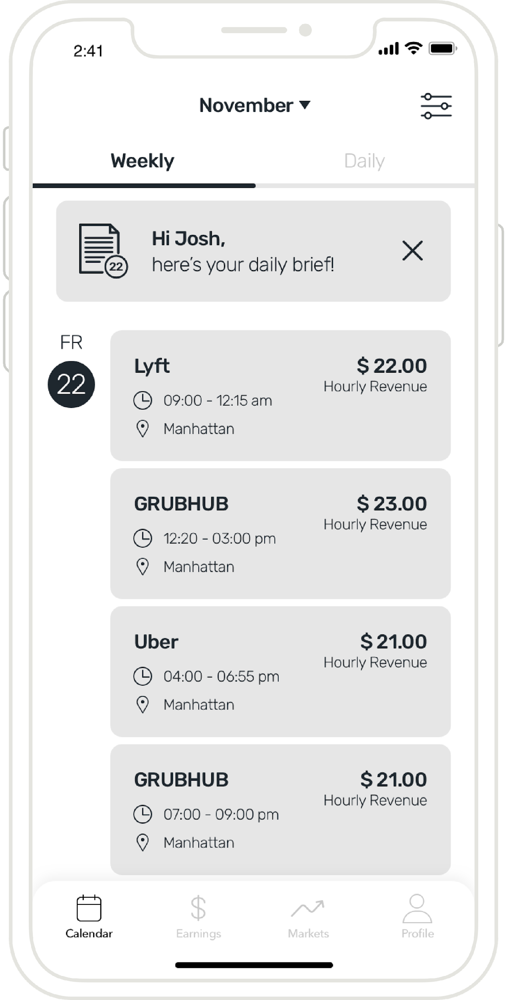 2:41
November
Weekly
Daily
22
Hi Josh,
here's your daily brief!
FR
22
Lyft
$ 22.00
Hourly Revenue
09:00 - 12:15 am
Manhattan
GRUBHUB
$ 23.00
Hourly Revenue
12:20 - 03:00 pm
Manhattan
Uber
$ 21.00
Hourly Revenue
04:00 - 06:55 pm
Manhattan
GRUBHUB
$ 21.00
Hourly Revenue
07:00 - 09:00 pm
Manhattan
Calendar
Earnings
Markets
Profile